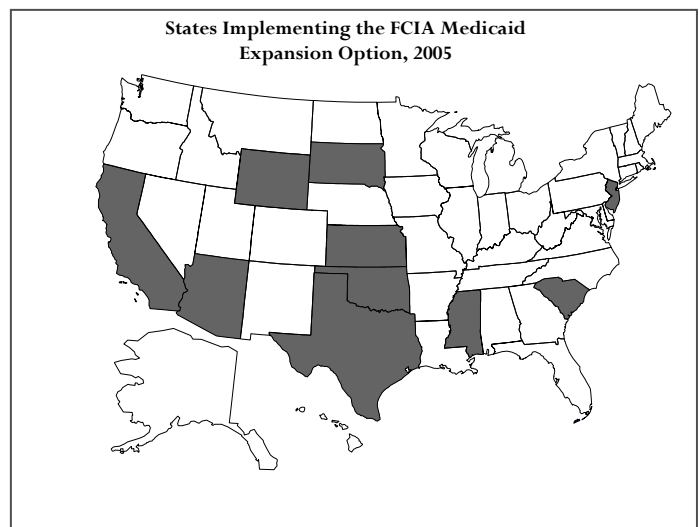 States Implementing the FCIA Medicaid
Expansion Option, 2005